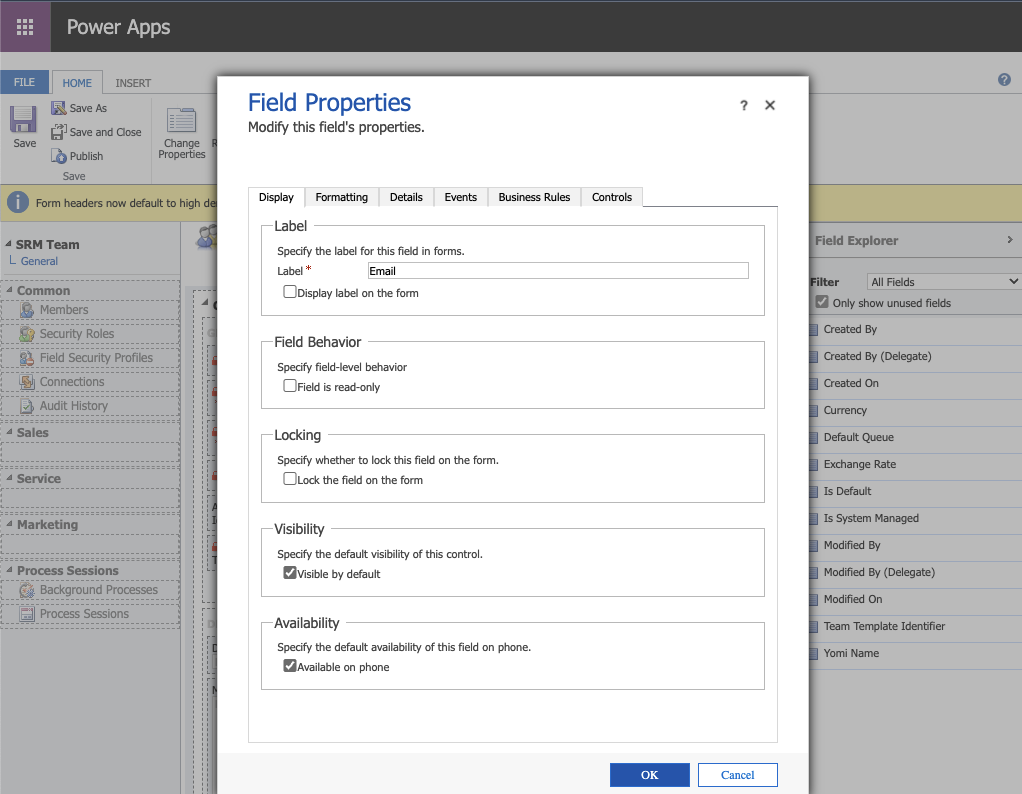 Power Apps
FILE
HOME
INSERT
Save
Save As
Save and Close
Publish
Save
Change
Properties
Form headers now default to high
SRM Team
General
Common
Members
Security Roles
Field Security Profiles
Connections
Audit History
Sales
Service
Marketing
Process Sessions
Background Processes
Process Sessions
Field Properties
? ×
Modify this field's properties.
Display
Formatting
Details
Events
Business Rules
Controls
Label
Specify the label for this field in forms.
Label * Email
Display label on the form
Field Behavior
Specify field-level behavior
Field is read-only
Locking
Specify whether to lock this field on the form.
Lock the field on the form
Visibility
Specify the default visibility of this control.
Visible by default
Availability
Specify the default availability of this field on phone.
Available on phone
OK
Cancel
?
Field Explorer
Filter All Fields
Only show unused fields
Created By
Created By (Delegate)
Created On
Currency
Default Queue
Exchange Rate
Is Default
Is System Managed
Modified By
Modified By (Delegate)
Modified On
Team Template Identifier
Yomi Name